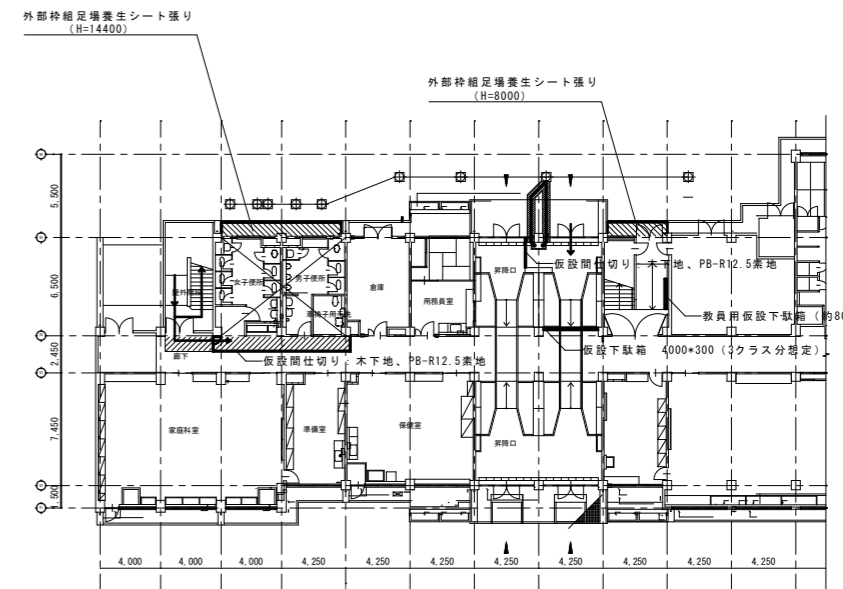 外部枠組足場養生シート張り
(H=14400)
外部枠組足場養生シート張り
(H=8000)
5,500
6,500
2,450
7,450
1,500
昇降口
仮設間仕切り：木下地、PB-R12.5素地
女子便所
男子便所
倉庫
用務員室
教員用仮設下駄箱（約80
廊下
仮設間仕切り：木下地、PB-R12.5素地
仮設下駄箱　4000*300（3クラス分想定）
家庭科室
準備室
保健室
昇降口
4,000
4,000
4,000
4,250
4,250
4,250
4,250
4,250
4,250
4,250
4,250